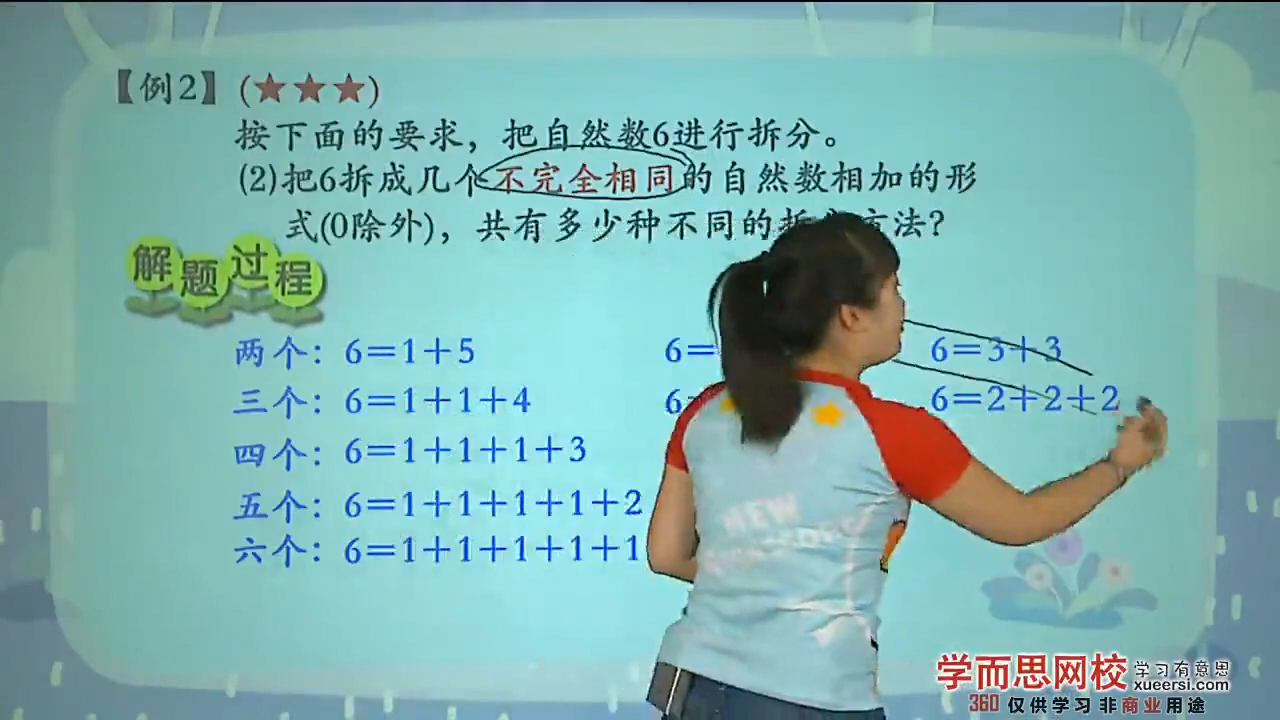 【例2】(★★★)
按下面的要求，把自然数6进行拆分。
(2)把6拆成几个不完全相同的自然数相加的形
式(0除外)，共有多少种不同的拆 方法？
解题过程
两个：6＝1＋5 6＝ 6＝3＋3
三个：6＝1＋1＋4 6 6＝2＋2＋2
四个：6＝1＋1＋1＋3
五个：6＝1＋1＋1＋1＋2
六个：6＝1＋1＋1＋1＋1
NEW
学而思网校 学习有意思
xueersi.com
360 仅供学习 非商业用途